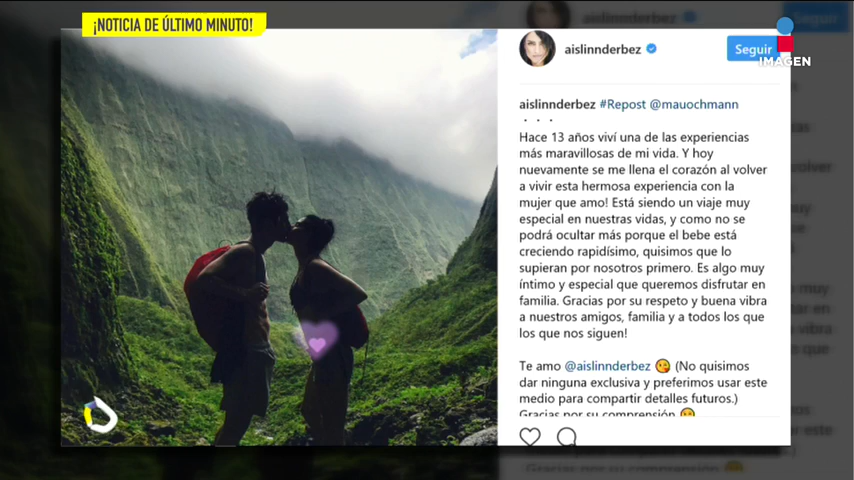 ¡NOTICIA DE ÚLTIMO MINUTO!
aislinnderbez
Seguir
IMAGEN
aislinnderbez #Repost @mauochmann
. . .
Hace 13 años viví una de las experiencias
más maravillosas de mi vida. Y hoy
nuevamente se me llena el corazón al volver
a vivir esta hermosa experiencia con la
mujer que amo! Está siendo un viaje muy
especial en nuestras vidas, y como no se
podrá ocultar más porque el bebe está
creciendo rapidísimo, quisimos que lo
supieran por nosotros primero. Es algo muy
íntimo y especial que queremos disfrutar en
familia. Gracias por su respeto y buena vibra
a nuestros amigos, familia y a todos los que
los que nos siguen!
Te amo @aislinnderbez 😘 (No quisimos
dar ninguna exclusiva y preferimos usar este
medio para compartir detalles futuros.)
Gracias por su comprensión 😘